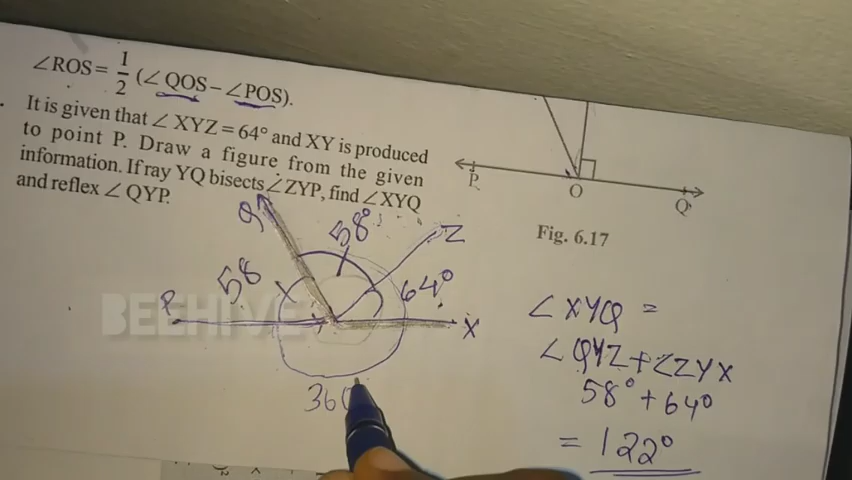 ∠ROS = 1/2 (∠QOS – ∠POS).
It is given that ∠XYZ = 64° and XY is produced
to point P. Draw a figure from the given
information. If ray YQ bisects ∠ZYP, find ∠XYQ
and reflex ∠QYP.
P
O
Q
Fig. 6.17
Q
58°
Z
58
64°
P
X
BEEHIVE
360
∠XYQ =
∠QYZ + ∠ZYX
58° + 64°
= 122°